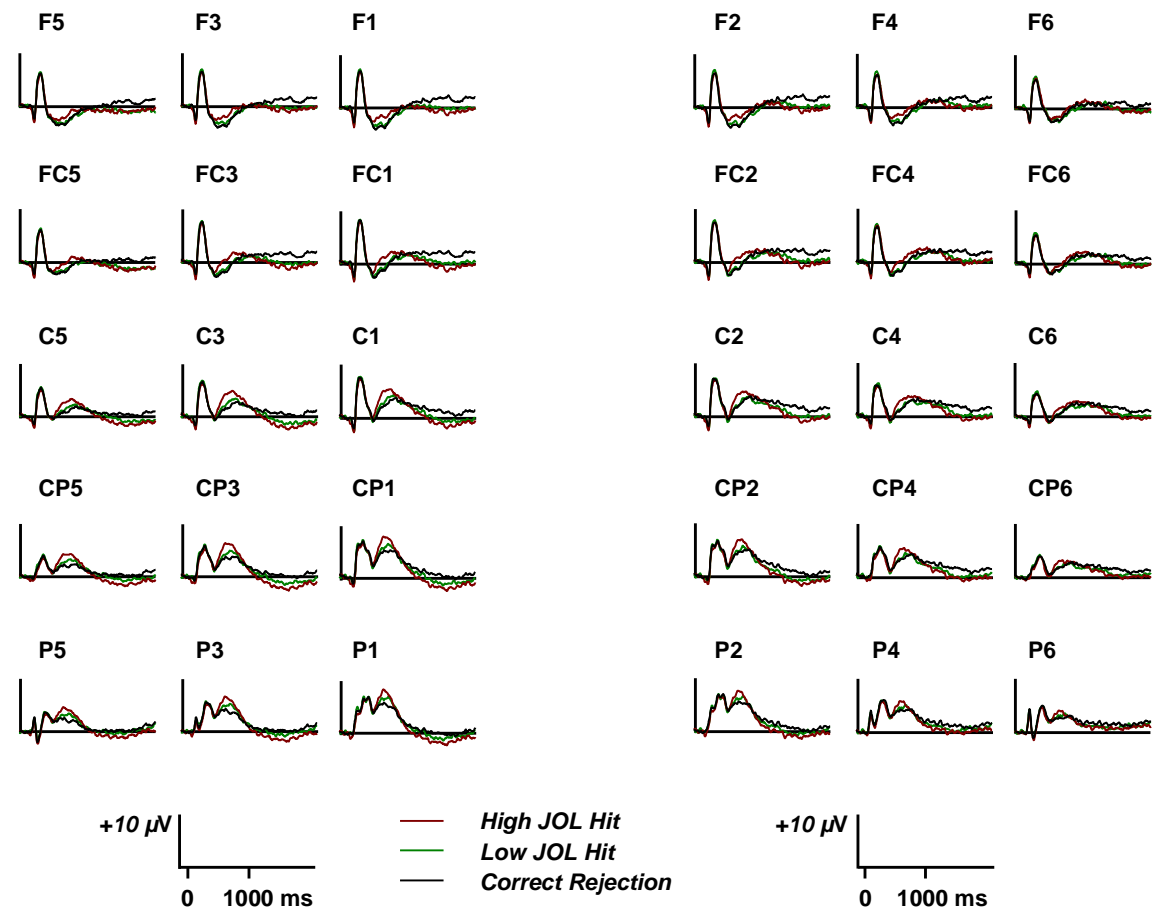 F5 F3 F1 F2 F4 F6
FC5 FC3 FC1 FC2 FC4 FC6
C5 C3 C1 C2 C4 C6
CP5 CP3 CP1 CP2 CP4 CP6
P5 P3 P1 P2 P4 P6
+10 µV High JOL Hit +10 µV
Low JOL Hit
Correct Rejection
0 1000 ms 0 1000 ms